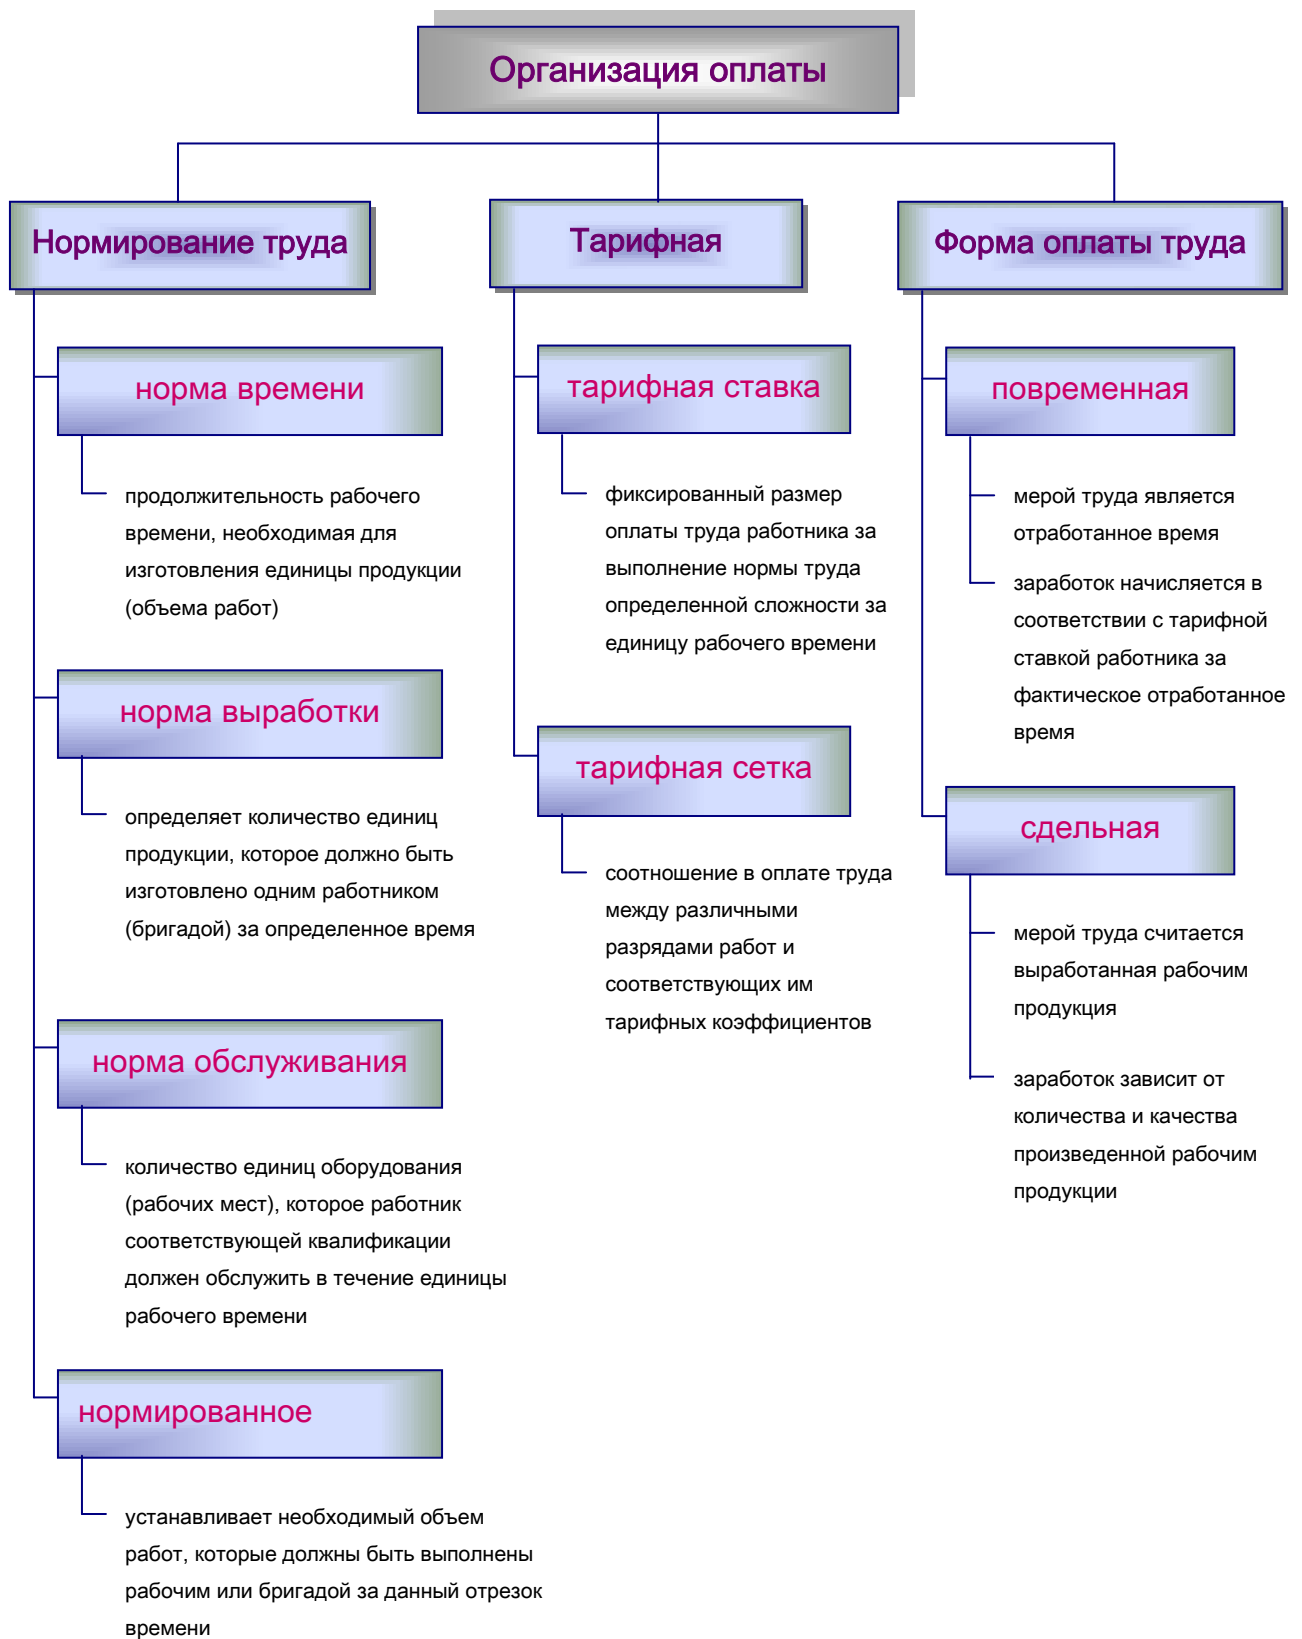 Организация оплаты
Нормирование труда
норма времени
продолжительность рабочего
времени, необходимая для
изготовления единицы продукции
(объема работ)
норма выработки
определяет количество единиц
продукции, которое должно быть
изготовлено одним работником
(бригадой) за определенное время
норма обслуживания
количество единиц оборудования
(рабочих мест), которое работник
соответствующей квалификации
должен обслужить в течение единицы
рабочего времени
нормированное
устанавливает необходимый объем
работ, которые должны быть выполнены
рабочим или бригадой за данный отрезок
времени
Тарифная
тарифная ставка
фиксированный размер
оплаты труда работника за
выполнение нормы труда
определенной сложности за
единицу рабочего времени
тарифная сетка
соотношение в оплате труда
между различными
разрядами работ и
соответствующих им
тарифных коэффициентов
Форма оплаты труда
повременная
мерой труда является
отработанное время
заработок начисляется в
соответствии с тарифной
ставкой работника за
фактическое отработанное
время
сдельная
мерой труда считается
выработанная рабочим
продукция
заработок зависит от
количества и качества
произведенной рабочим
продукции